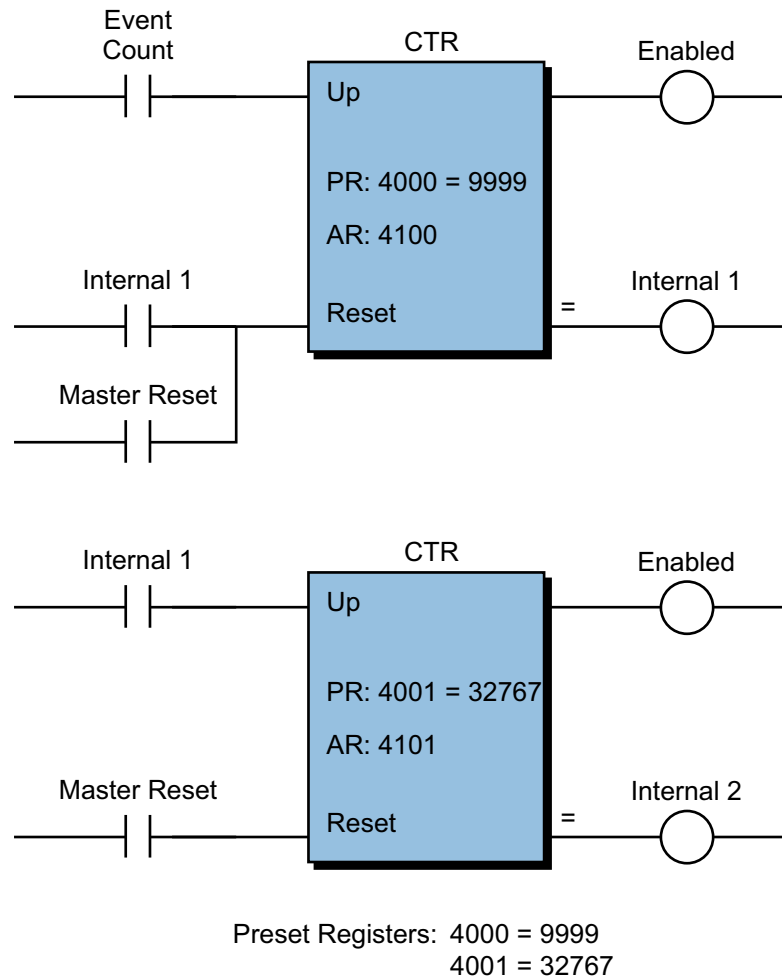 Event
Count
CTR
Enabled
Up
PR: 4000 = 9999
AR: 4100
Internal 1
Reset
=
Internal 1
Master Reset
Internal 1
CTR
Enabled
Up
PR: 4001 = 32767
AR: 4101
Master Reset
Reset
=
Internal 2
Preset Registers: 4000 = 9999
4001 = 32767